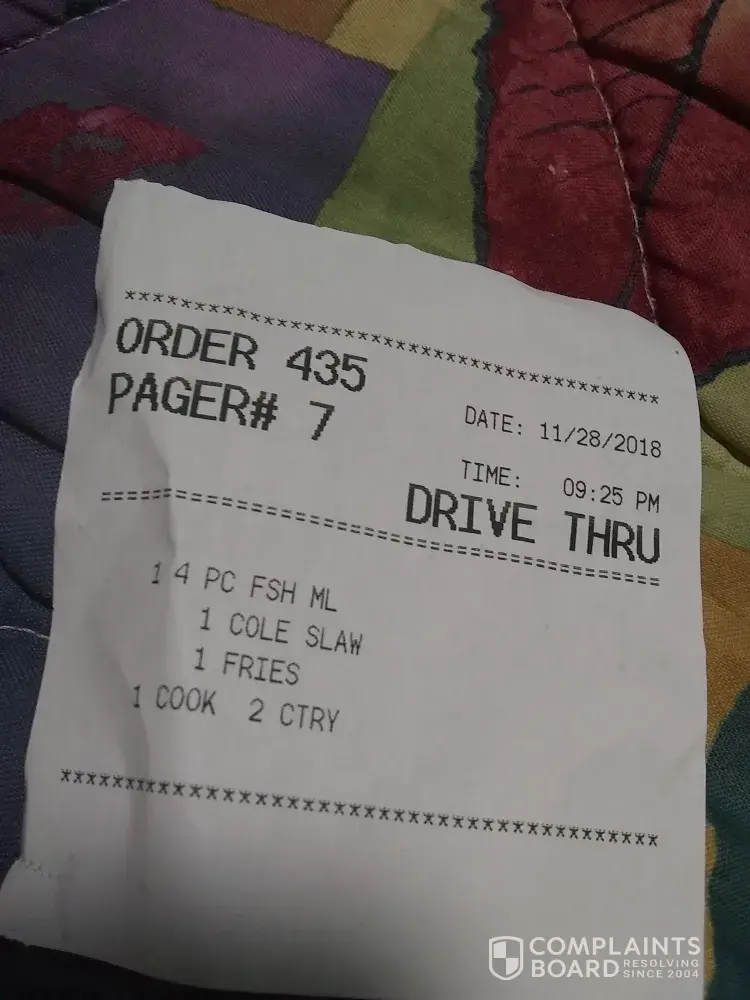 ****************************************
ORDER 435
PAGER# 7
DATE: 11/28/2018
TIME: 09:25 PM
DRIVE THRU
========================================
1 4 PC FSH ML
1 COLE SLAW
1 FRIES
1 COOK 2 CTRY
****************************************
COMPLAINTS
BOARD RESOLVING
SINCE 2004